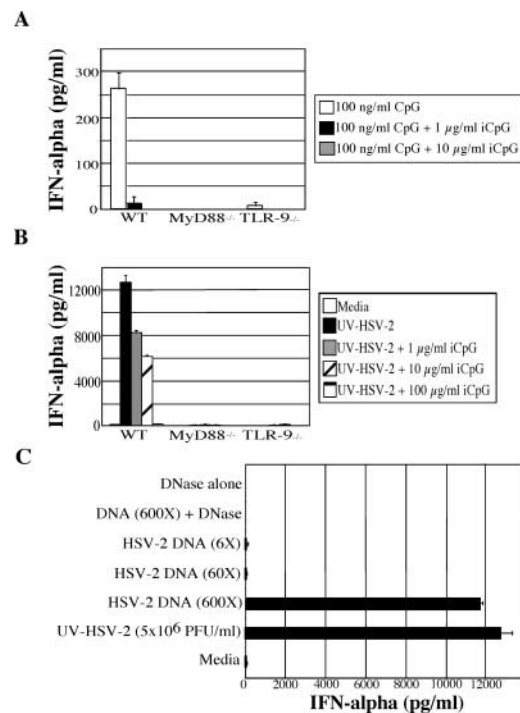 A
IFN-alpha (pg/ml)
300
200
100
0
WT MyD88-/- TLR-9-/-
100 ng/ml CpG
100 ng/ml CpG + 1 µg/ml iCpG
100 ng/ml CpG + 10 µg/ml iCpG
B
IFN-alpha (pg/ml)
12000
8000
4000
0
WT MyD88-/- TLR-9-/-
Media
UV-HSV-2
UV-HSV-2 + 1 µg/ml iCpG
UV-HSV-2 + 10 µg/ml iCpG
UV-HSV-2 + 100 µg/ml iCpG
C
DNase alone
DNA (600X) + DNase
HSV-2 DNA (6X)
HSV-2 DNA (60X)
HSV-2 DNA (600X)
UV-HSV-2 (5x10⁶ PFU/ml)
Media
0 2000 4000 6000 8000 10000 12000
IFN-alpha (pg/ml)